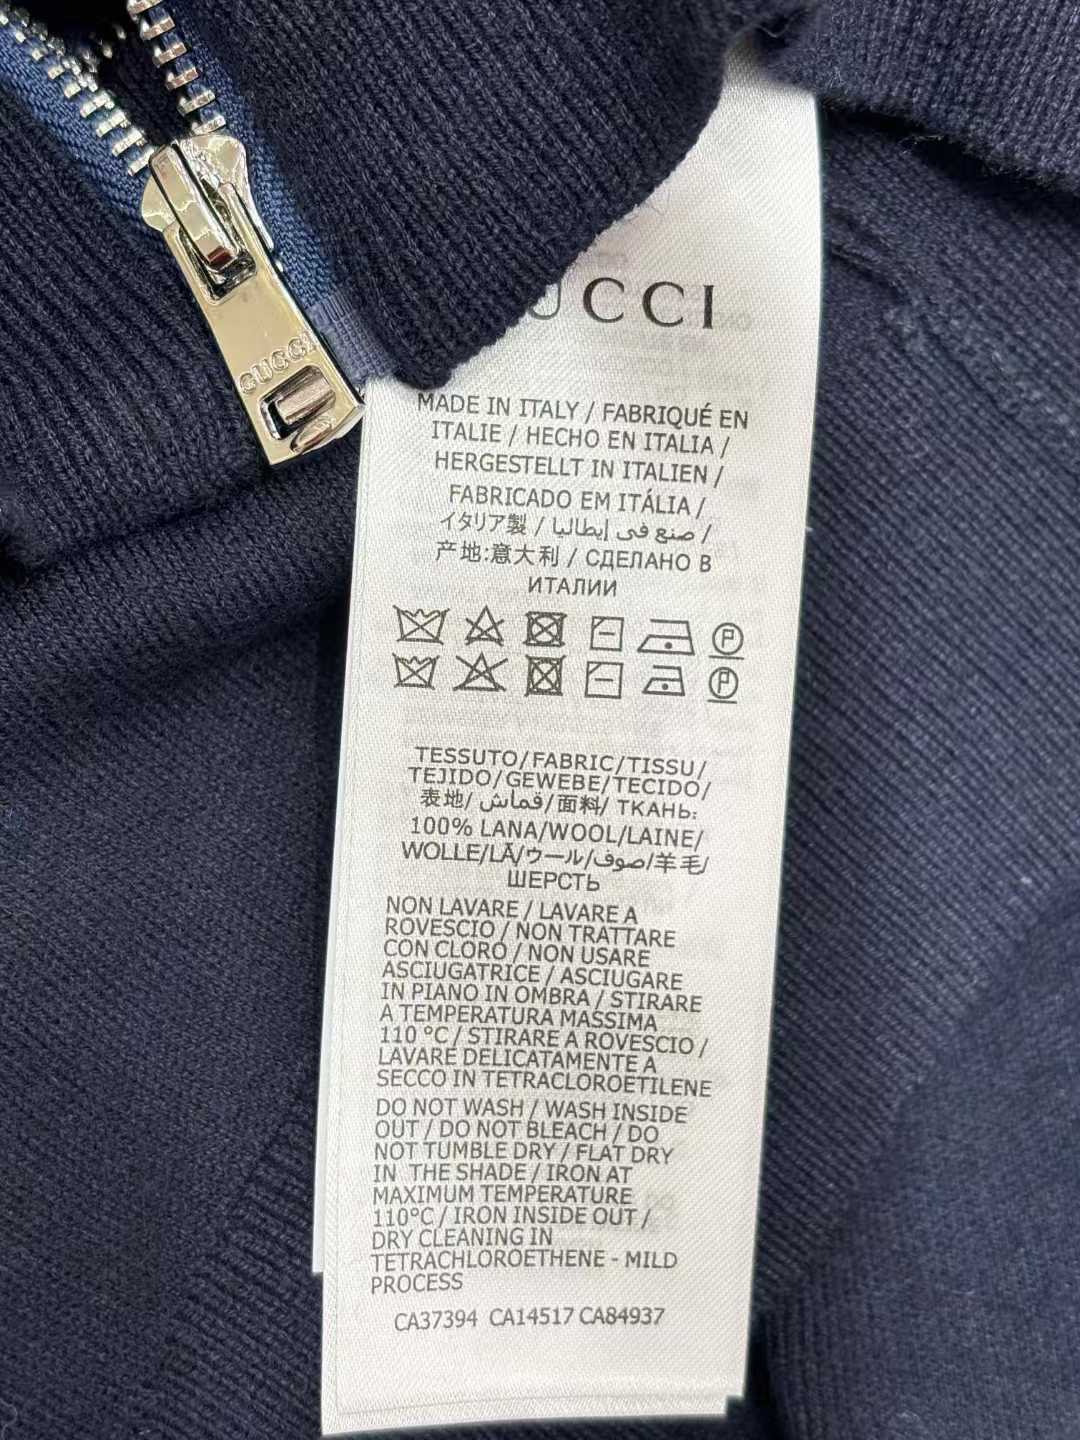 GUCCI
UCCI
MADE IN ITALY / FABRIQUÉ EN
ITALIE / HECHO EN ITALIA /
HERGESTELLT IN ITALIEN /
FABRICADO EM ITÁLIA /
イタリア製 / صنع فى إيطاليا /
产地:意大利 / СДЕЛАНО В
ИТАЛИИ
P
P
TESSUTO/FABRIC/TISSU/
TEJIDO/GEWEBE/TECIDO/
表地/ قماش/面料/ ТКАНЬ:
100% LANA/WOOL/LAINE/
WOLLE/LÃ/ウール/صوف/羊毛/
ШЕРСТЬ
NON LAVARE / LAVARE A
ROVESCIO / NON TRATTARE
CON CLORO / NON USARE
ASCIUGATRICE / ASCIUGARE
IN PIANO IN OMBRA / STIRARE
A TEMPERATURA MASSIMA
110 °C / STIRARE A ROVESCIO /
LAVARE DELICATAMENTE A
SECCO IN TETRACLOROETILENE
DO NOT WASH / WASH INSIDE
OUT / DO NOT BLEACH / DO
NOT TUMBLE DRY / FLAT DRY
IN THE SHADE / IRON AT
MAXIMUM TEMPERATURE
110°C / IRON INSIDE OUT /
DRY CLEANING IN
TETRACHLOROETHENE - MILD
PROCESS
CA37394 CA14517 CA84937